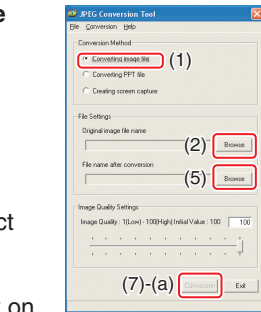 e
JPEG Conversion Tool
File Conversion Help
Conversion Method
Converting image file (1)
Converting PPT file
Creating screen capture
File Settings
Original image file name
(2) Browse
File name after conversion
(5) Browse
ct
Image Quality Settings
Image Quality : 1(Low) - 100(High) Initial Value : 100 100
(7)-(a) Conversion Exit
on